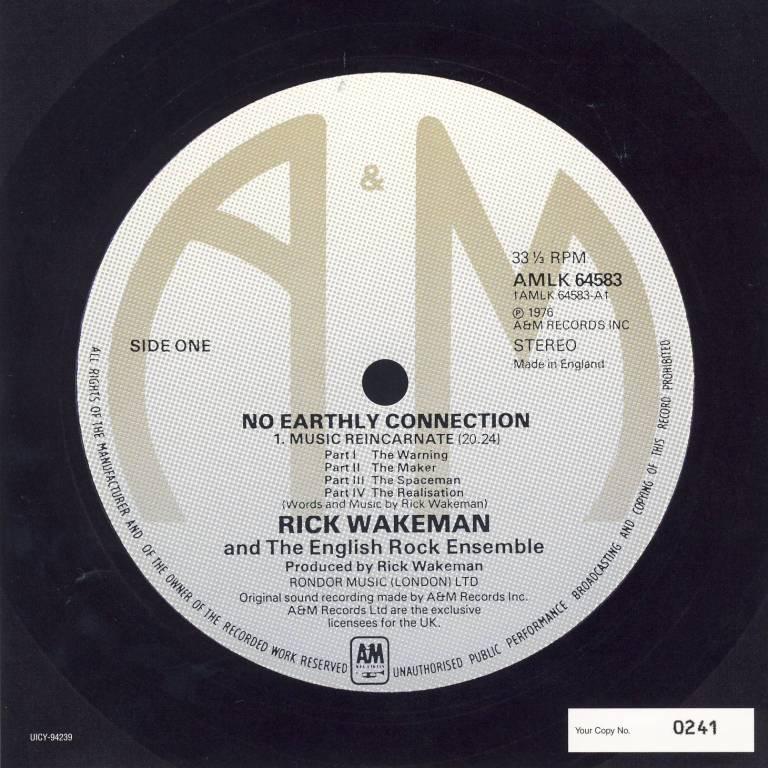 A&M
33 ⅓ RPM
AMLK 64583
†AMLK 64583-A†
℗ 1976
A&M RECORDS INC
SIDE ONE
STEREO
Made in England
NO EARTHLY CONNECTION
1. MUSIC REINCARNATE (20.24)
Part I The Warning
Part II The Maker
Part III The Spaceman
Part IV The Realisation
(Words and Music by Rick Wakeman)
RICK WAKEMAN
and The English Rock Ensemble
Produced by Rick Wakeman
RONDOR MUSIC (LONDON) LTD
Original sound recording made by A&M Records Inc.
A&M Records Ltd are the exclusive
licensees for the UK.
ALL RIGHTS OF THE MANUFACTURER AND OF THE OWNER OF THE RECORDED WORK RESERVED
A&M
RECORDS
UNAUTHORISED PUBLIC PERFORMANCE BROADCASTING AND COPYING OF THIS RECORD PROHIBITED
UICY-94239
Your Copy No. 0241